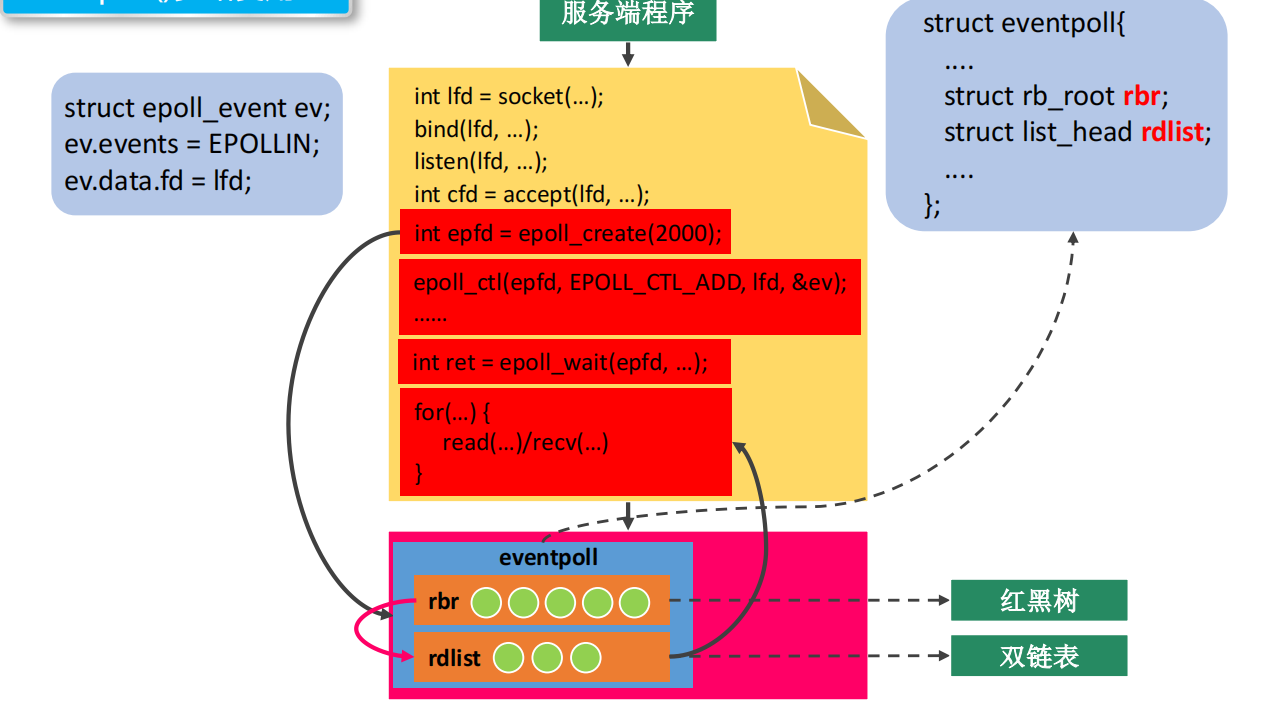 服务端程序
struct epoll_event ev;
ev.events = EPOLLIN;
ev.data.fd = lfd;
int lfd = socket(…);
bind(lfd, …);
listen(lfd, …);
int cfd = accept(lfd, …);
int epfd = epoll_create(2000);
epoll_ctl(epfd, EPOLL_CTL_ADD, lfd, &ev);
……
int ret = epoll_wait(epfd, …);
for(…) {
read(…)/recv(…)
}
struct eventpoll{
....
struct rb_root rbr;
struct list_head rdlist;
....
};
eventpoll
rbr
rdlist
红黑树
双链表